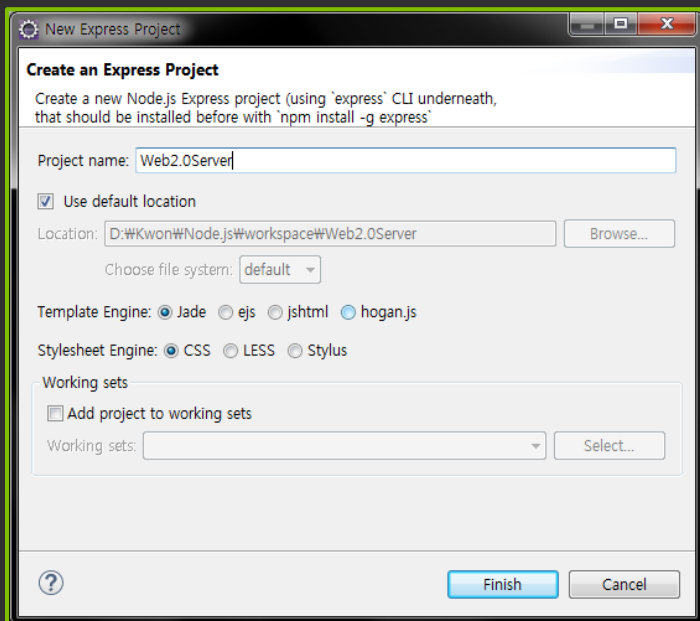 New Express Project
Create an Express Project
Create a new Node.js Express project (using `express` CLI underneath,
that should be installed before with `npm install -g express`
Project name: Web2.0Server
Use default location
Location: D:₩Kwon₩Node.js₩workspace₩Web2.0Server Browse...
Choose file system: default
Template Engine: Jade ejs jshtml hogan.js
Stylesheet Engine: CSS LESS Stylus
Working sets
Add project to working sets
Working sets: Select...
Finish Cancel